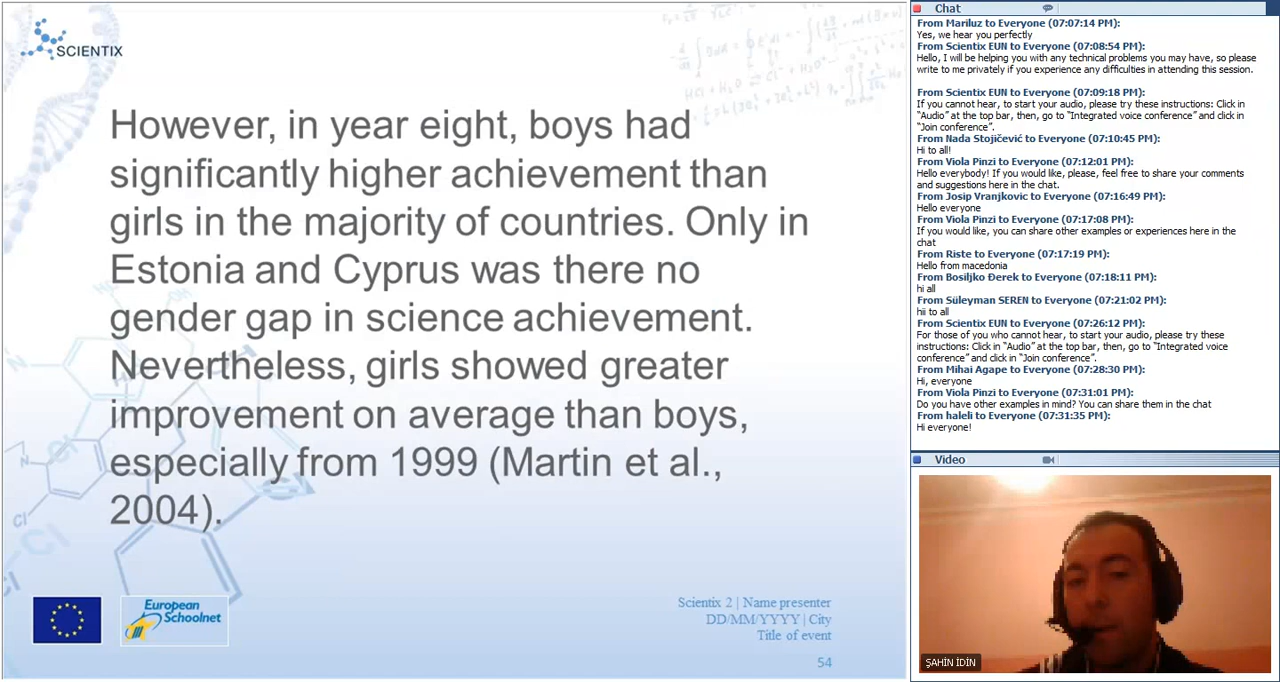 SCIENTIX
However, in year eight, boys had
significantly higher achievement than
girls in the majority of countries. Only in
Estonia and Cyprus was there no
gender gap in science achievement.
Nevertheless, girls showed greater
improvement on average than boys,
especially from 1999 (Martin et al.,
2004).
European
Schoolnet
Scientix 2 | Name presenter
DD/MM/YYYY | City
Title of event
54
Chat
From Mariluz to Everyone (07:07:14 PM):
Yes, we hear you perfectly
From Scientix EUN to Everyone (07:08:54 PM):
Hello, I will be helping you with any technical problems you may have, so please
write to me privately if you experience any difficulties in attending this session.
From Scientix EUN to Everyone (07:09:18 PM):
If you cannot hear, to start your audio, please try these instructions: Click in
“Audio” at the top bar, then, go to “Integrated voice conference” and click in
“Join conference”.
From Nada Stojičević to Everyone (07:10:45 PM):
Hi to all!
From Viola Pinzi to Everyone (07:12:01 PM):
Hello everybody! If you would like, please, feel free to share your comments
and suggestions here in the chat.
From Josip Vranjkovic to Everyone (07:16:49 PM):
Hello everyone
From Viola Pinzi to Everyone (07:17:08 PM):
If you would like, you can share other examples or experiences here in the
chat
From Riste to Everyone (07:17:19 PM):
Hello from macedonia
From Bosiljko Đerek to Everyone (07:18:11 PM):
hi all
From Süleyman SEREN to Everyone (07:21:02 PM):
hii to all
From Scientix EUN to Everyone (07:26:12 PM):
For those of you who cannot hear, to start your audio, please try these
instructions: Click in “Audio” at the top bar, then, go to “Integrated voice
conference” and click in “Join conference”.
From Mihai Agape to Everyone (07:28:30 PM):
Hi, everyone
From Viola Pinzi to Everyone (07:31:01 PM):
Do you have other examples in mind? You can share them in the chat
From haleli to Everyone (07:31:35 PM):
Hi everyone!
Video
ŞAHİN İDİN